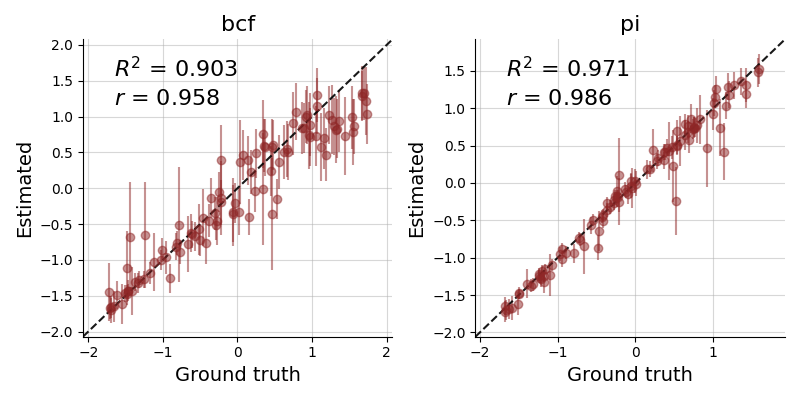 bcf
R² = 0.903
r = 0.958
Estimated
2.0
1.5
1.0
0.5
0.0
−0.5
−1.0
−1.5
−2.0
−2 −1 0 1 2
Ground truth
pi
R² = 0.971
r = 0.986
Estimated
1.5
1.0
0.5
0.0
−0.5
−1.0
−1.5
−2.0
−2 −1 0 1
Ground truth